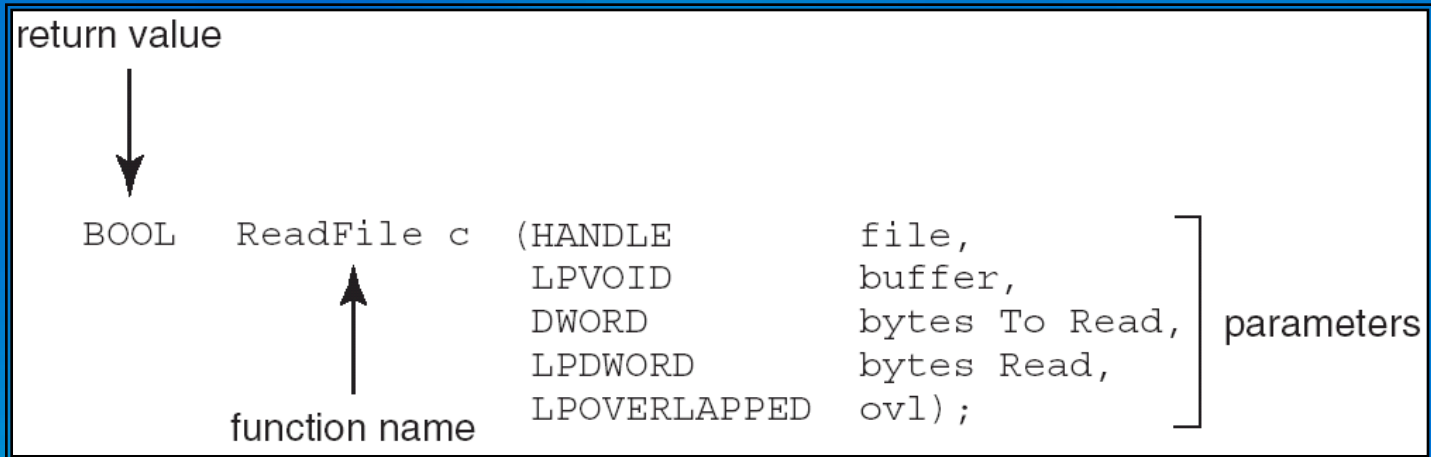 return value
BOOL ReadFile c (HANDLE file,
LPVOID buffer,
DWORD bytes To Read,
parameters
LPDWORD bytes Read,
LPOVERLAPPED ovl);
function name